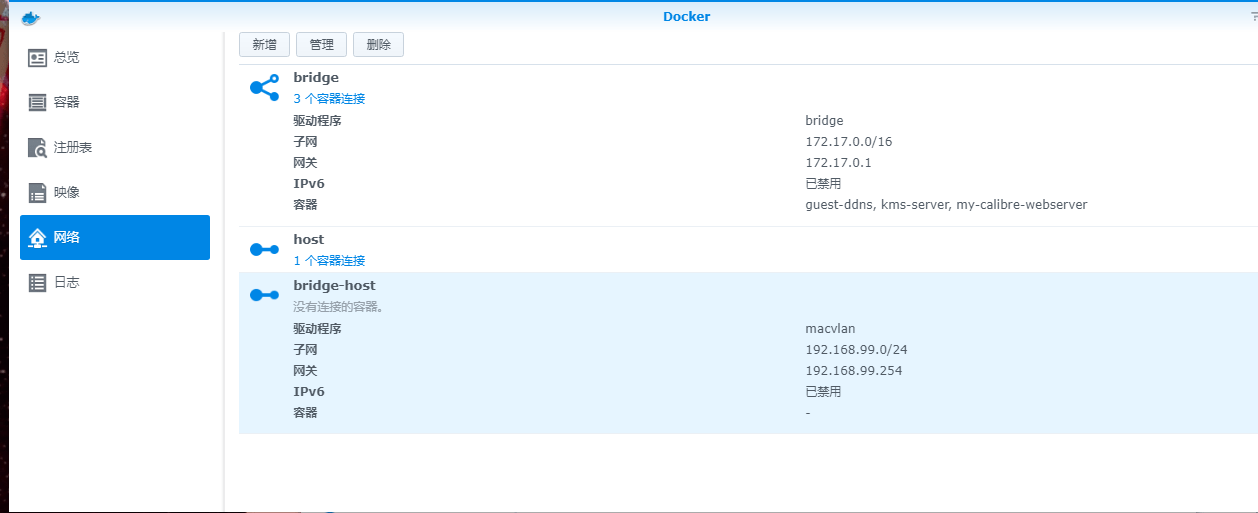 Docker
总览
容器
注册表
映像
网络
日志
新增 管理 删除
bridge
3 个容器连接
驱动程序 bridge
子网 172.17.0.0/16
网关 172.17.0.1
IPv6 已禁用
容器 guest-ddns, kms-server, my-calibre-webserver
host
1 个容器连接
bridge-host
没有连接的容器。
驱动程序 macvlan
子网 192.168.99.0/24
网关 192.168.99.254
IPv6 已禁用
容器 -